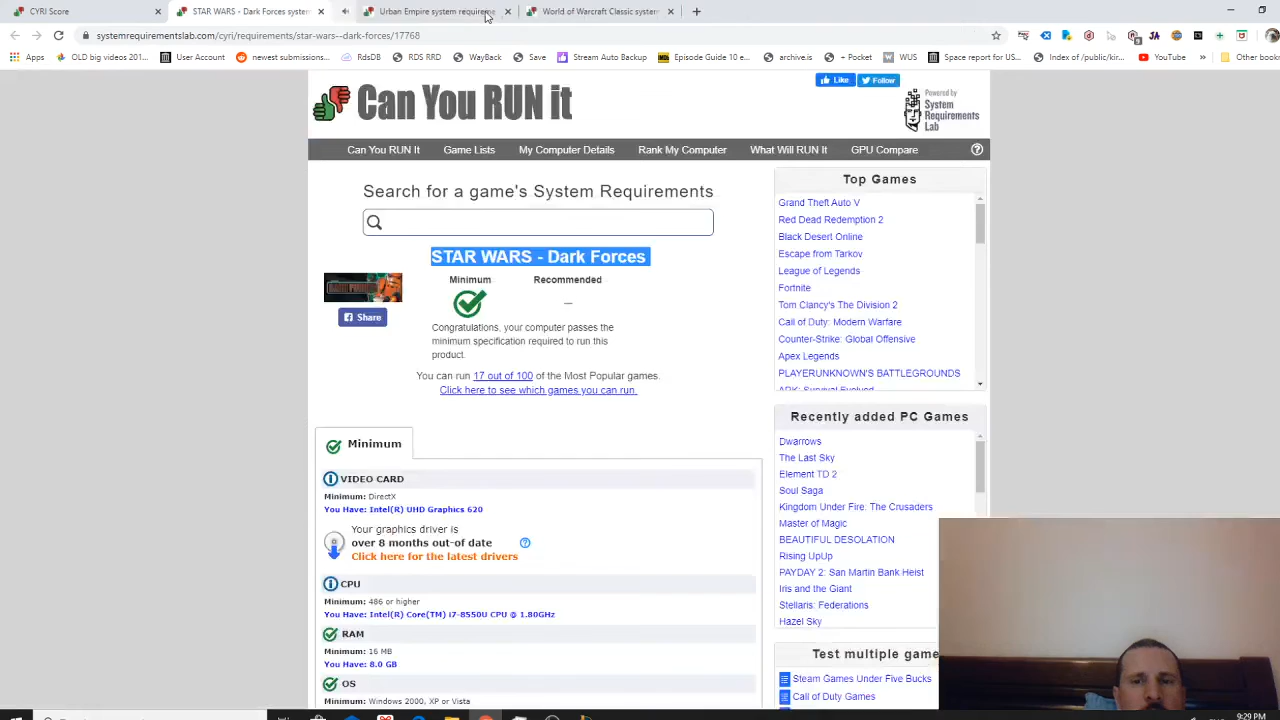 CYRI Score
STAR WARS - Dark Forces system
Urban Empire system requireme
World of Warcraft Classic system
systemrequirementslab.com/cyri/requirements/star-wars--dark-forces/17768
Apps
OLD big videos 201...
User Account
newest submissions...
RdsDB
RDS RRD
WayBack
Save
Stream Auto Backup
Episode Guide 10 e...
archive.is
+ Pocket
WUS
Space report for US...
Index of /public/kir...
YouTube
Other books
Can You RUN it
Like
Follow
Powered by
System
Requirements
Lab
Can You RUN It
Game Lists
My Computer Details
Rank My Computer
What Will RUN It
GPU Compare
Search for a game's System Requirements
STAR WARS - Dark Forces
Minimum
Recommended
Share
Congratulations, your computer passes the
minimum specification required to run this
product.
You can run 17 out of 100 of the Most Popular games.
Click here to see which games you can run.
Minimum
VIDEO CARD
Minimum: DirectX
You Have: Intel(R) UHD Graphics 620
Your graphics driver is
over 8 months out-of date
Click here for the latest drivers
CPU
Minimum: 486 or higher
You Have: Intel(R) Core(TM) i7-8550U CPU @ 1.80GHz
RAM
Minimum: 16 MB
You Have: 8.0 GB
OS
Minimum: Windows 2000, XP or Vista
Top Games
Grand Theft Auto V
Red Dead Redemption 2
Black Desert Online
Escape from Tarkov
League of Legends
Fortnite
Tom Clancy's The Division 2
Call of Duty: Modern Warfare
Counter-Strike: Global Offensive
Apex Legends
PLAYERUNKNOWN'S BATTLEGROUNDS
ARK: Survival Evolved
Recently added PC Games
Dwarrows
The Last Sky
Element TD 2
Soul Saga
Kingdom Under Fire: The Crusaders
Master of Magic
BEAUTIFUL DESOLATION
Rising UpUp
PAYDAY 2: San Martin Bank Heist
Iris and the Giant
Stellaris: Federations
Hazel Sky
Test multiple game
Steam Games Under Five Bucks
Call of Duty Games
9:29 PM